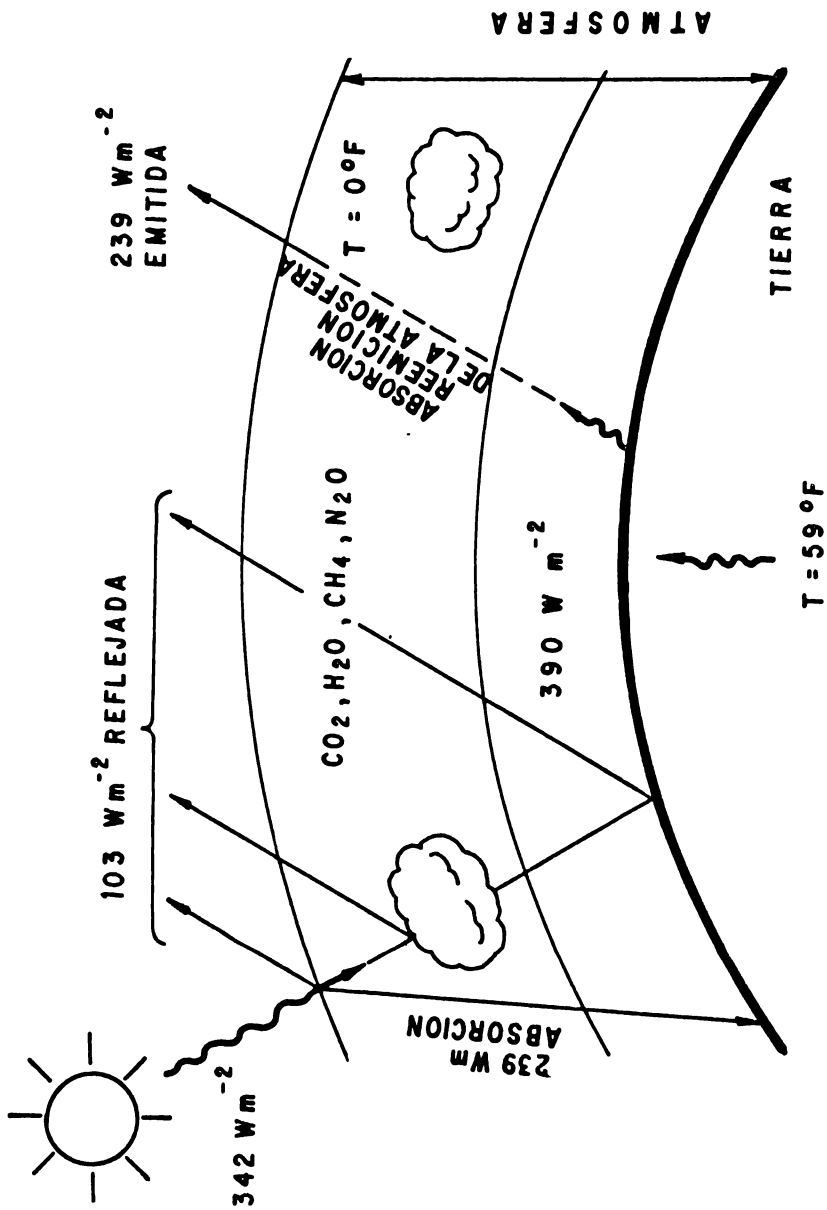 342 Wm-2
103 Wm-2 REFLEJADA
239 Wm-2
EMITIDA
239 Wm
ABSORCION
CO2, H2O, CH4, N2O
ABSORCION
REEMICION
DE LA ATMOSFERA
T = 0°F
ATMOSFERA
390 W m-2
T = 59°F
TIERRA